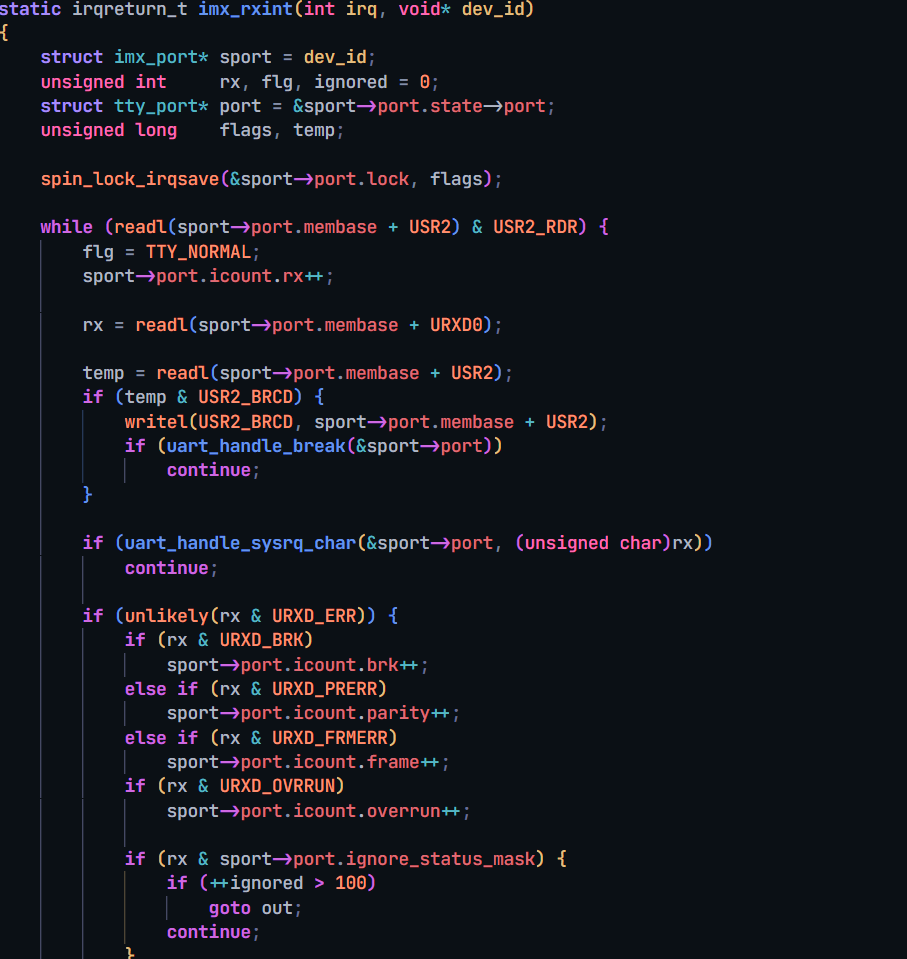 static irqreturn_t imx_rxint(int irq, void* dev_id)
{
    struct imx_port* sport = dev_id;
    unsigned int     rx, flg, ignored = 0;
    struct tty_port* port = &sport->port.state->port;
    unsigned long    flags, temp;

    spin_lock_irqsave(&sport->port.lock, flags);

    while (readl(sport->port.membase + USR2) & USR2_RDR) {
        flg = TTY_NORMAL;
        sport->port.icount.rx++;

        rx = readl(sport->port.membase + URXD0);

        temp = readl(sport->port.membase + USR2);
        if (temp & USR2_BRCD) {
            writel(USR2_BRCD, sport->port.membase + USR2);
            if (uart_handle_break(&sport->port))
                continue;
        }

        if (uart_handle_sysrq_char(&sport->port, (unsigned char)rx))
            continue;

        if (unlikely(rx & URXD_ERR)) {
            if (rx & URXD_BRK)
                sport->port.icount.brk++;
            else if (rx & URXD_PRERR)
                sport->port.icount.parity++;
            else if (rx & URXD_FRMERR)
                sport->port.icount.frame++;
            if (rx & URXD_OVRRUN)
                sport->port.icount.overrun++;

            if (rx & sport->port.ignore_status_mask) {
                if (++ignored > 100)
                    goto out;
                continue;
            }